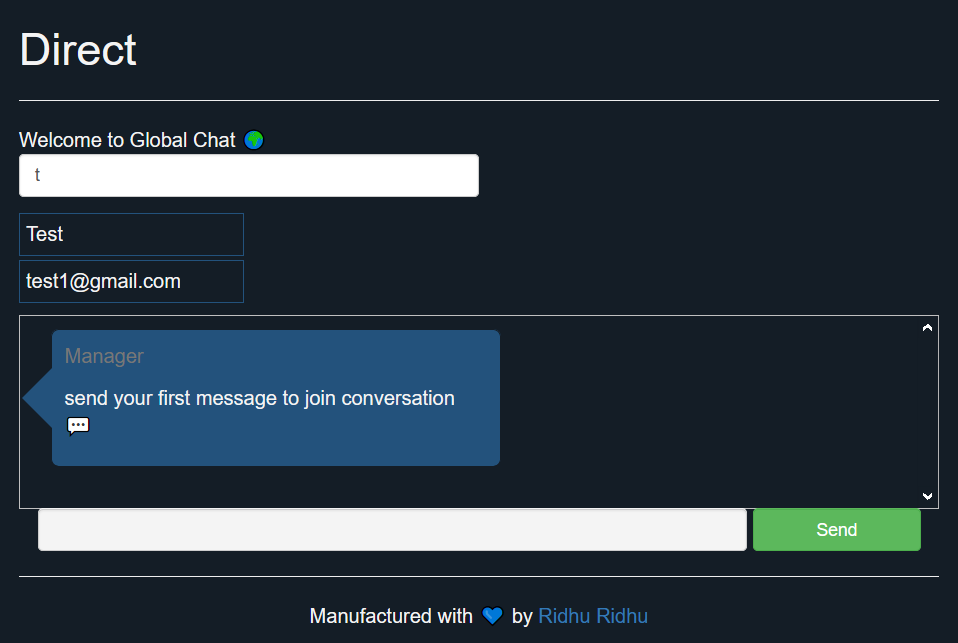 Direct
Welcome to Global Chat 🌍
t
Test
test1@gmail.com
Manager
send your first message to join conversation
💬
Send
Manufactured with 💙 by Ridhu Ridhu